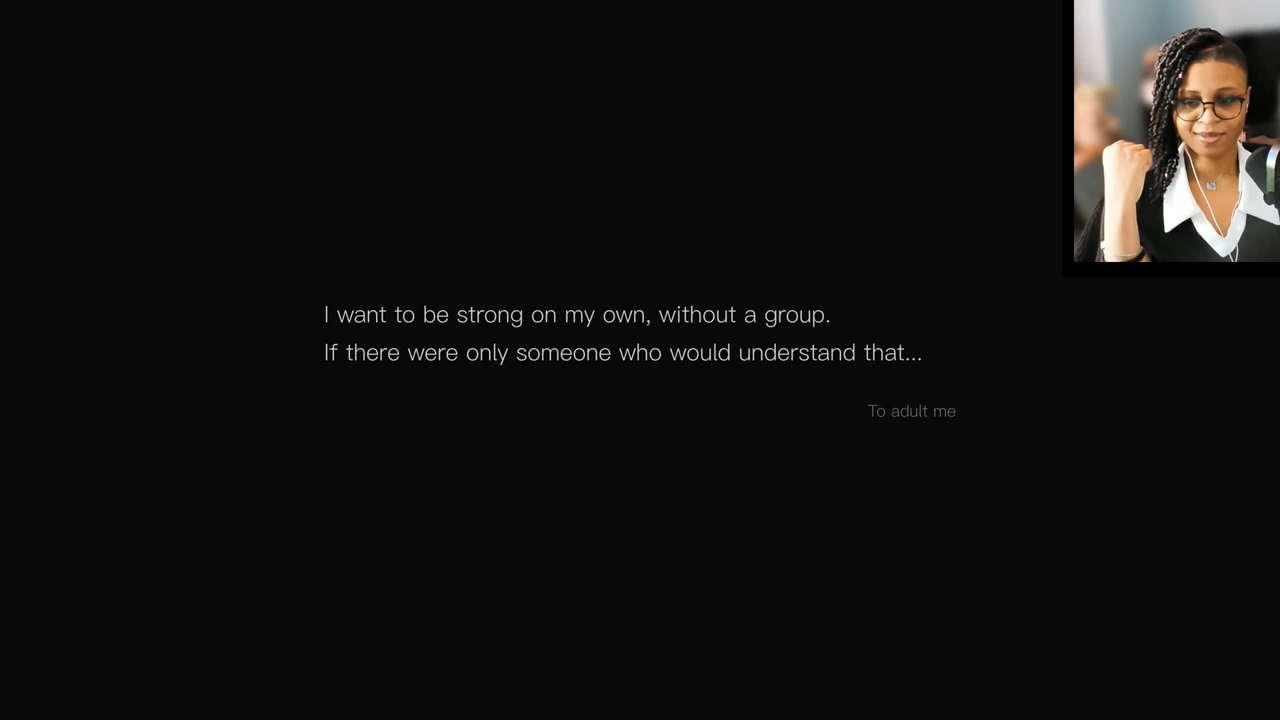 I want to be strong on my own, without a group.
If there were only someone who would understand that...
To adult me